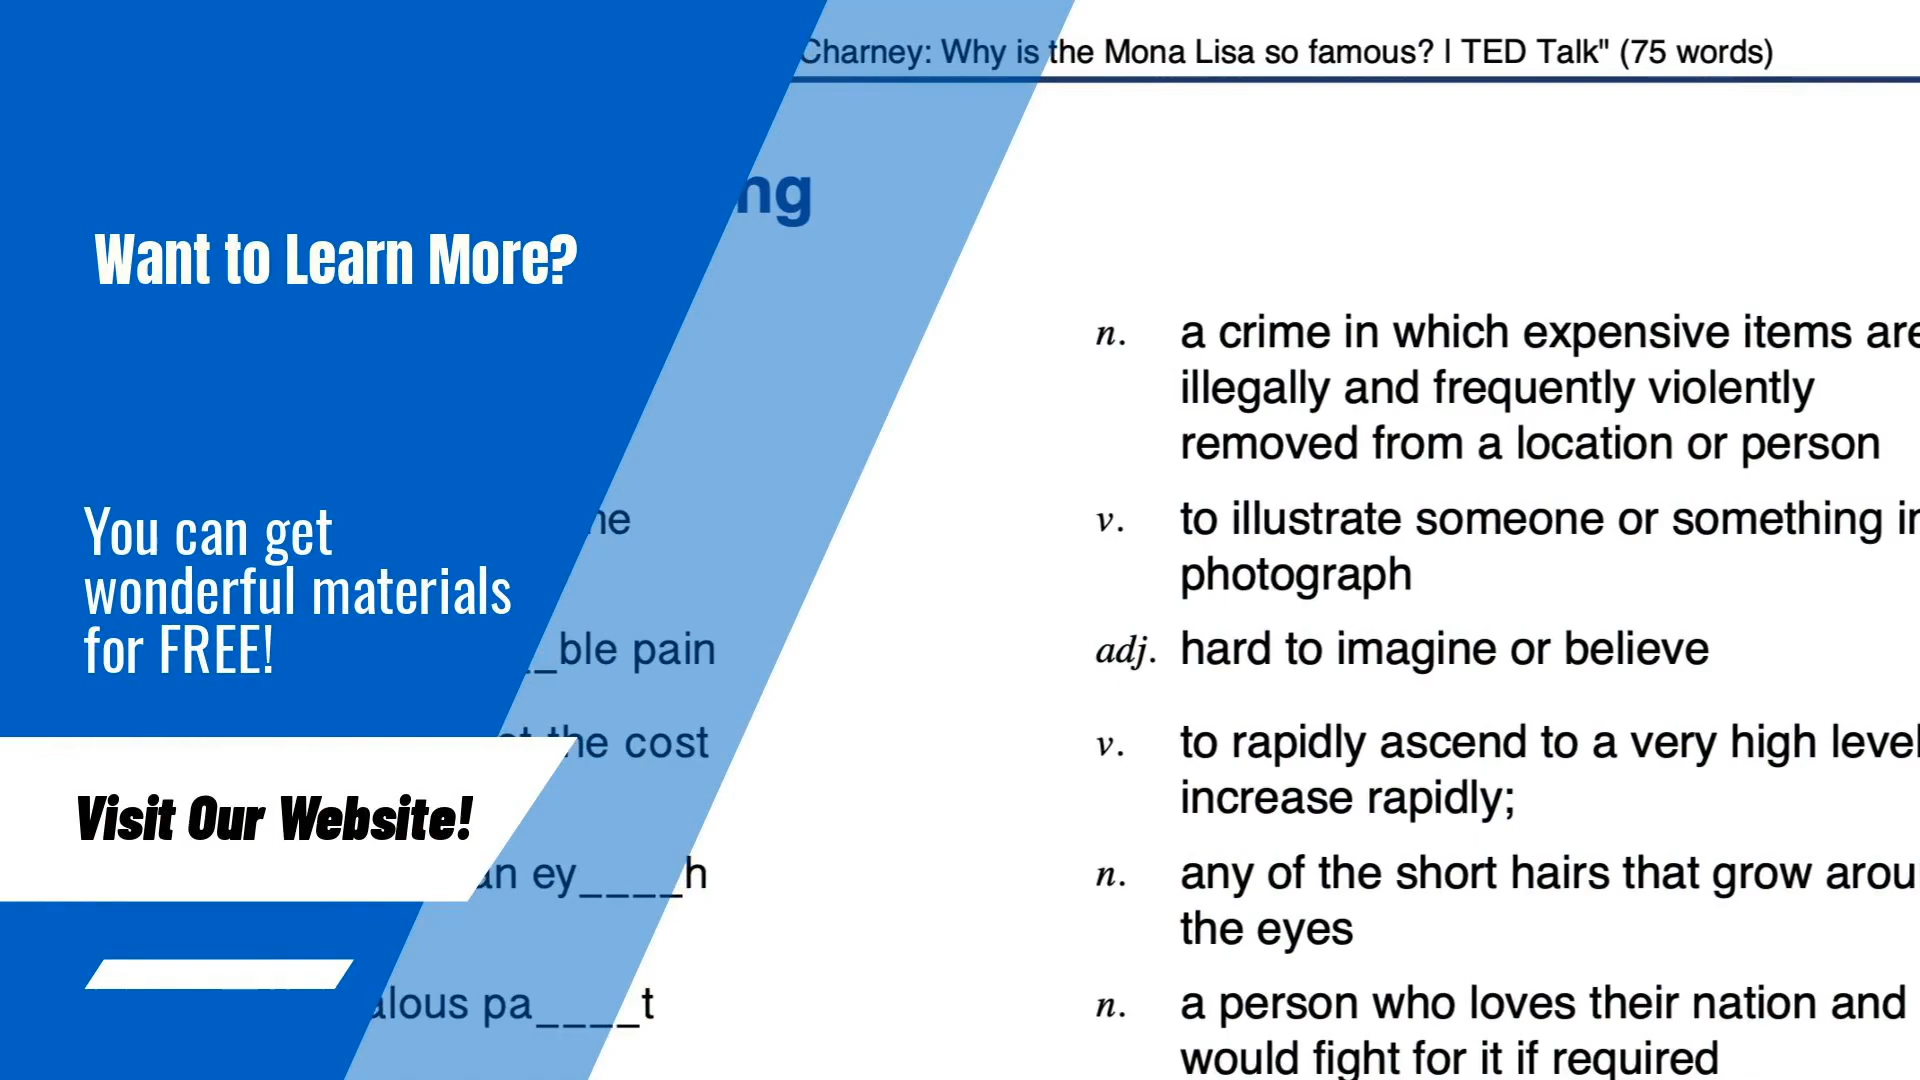 Charney: Why is the Mona Lisa so famous? | TED Talk" (75 words)
Want to Learn More?
You can get
wonderful materials
for FREE!
Visit Our Website!
n. a crime in which expensive items are
illegally and frequently violently
removed from a location or person
v. to illustrate someone or something in
photograph
_ble pain
adj. hard to imagine or believe
the cost
v. to rapidly ascend to a very high level
increase rapidly;
an ey____h
n. any of the short hairs that grow
the eyes
pa____t
n. a person who loves their nation and
would fight for it if required